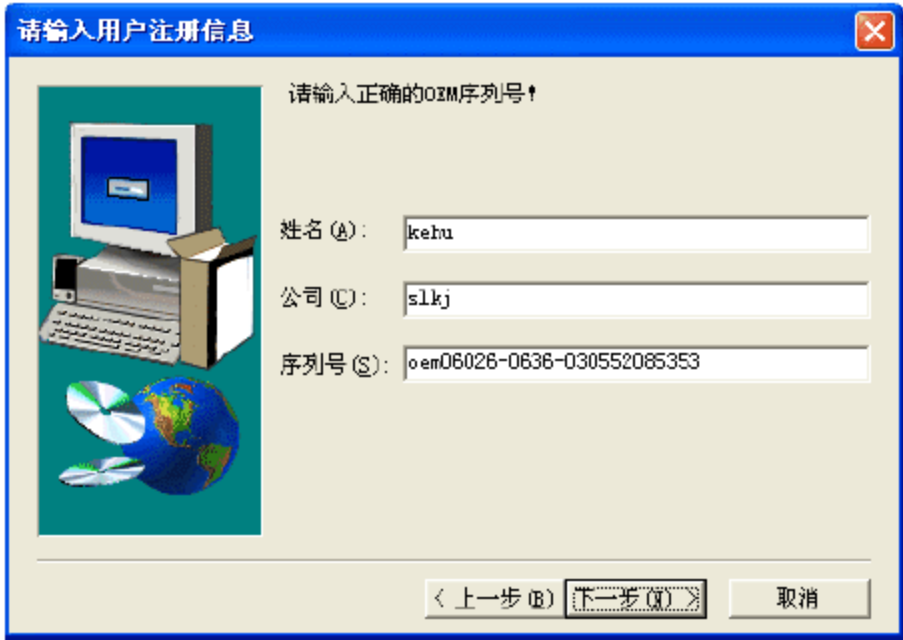 请输入用户注册信息
请输入正确的OEM序列号！
姓名(A): kehu
公司(C): slkj
序列号(S): oem06026-0636-030552085353
< 上一步(B) 下一步(N) > 取消